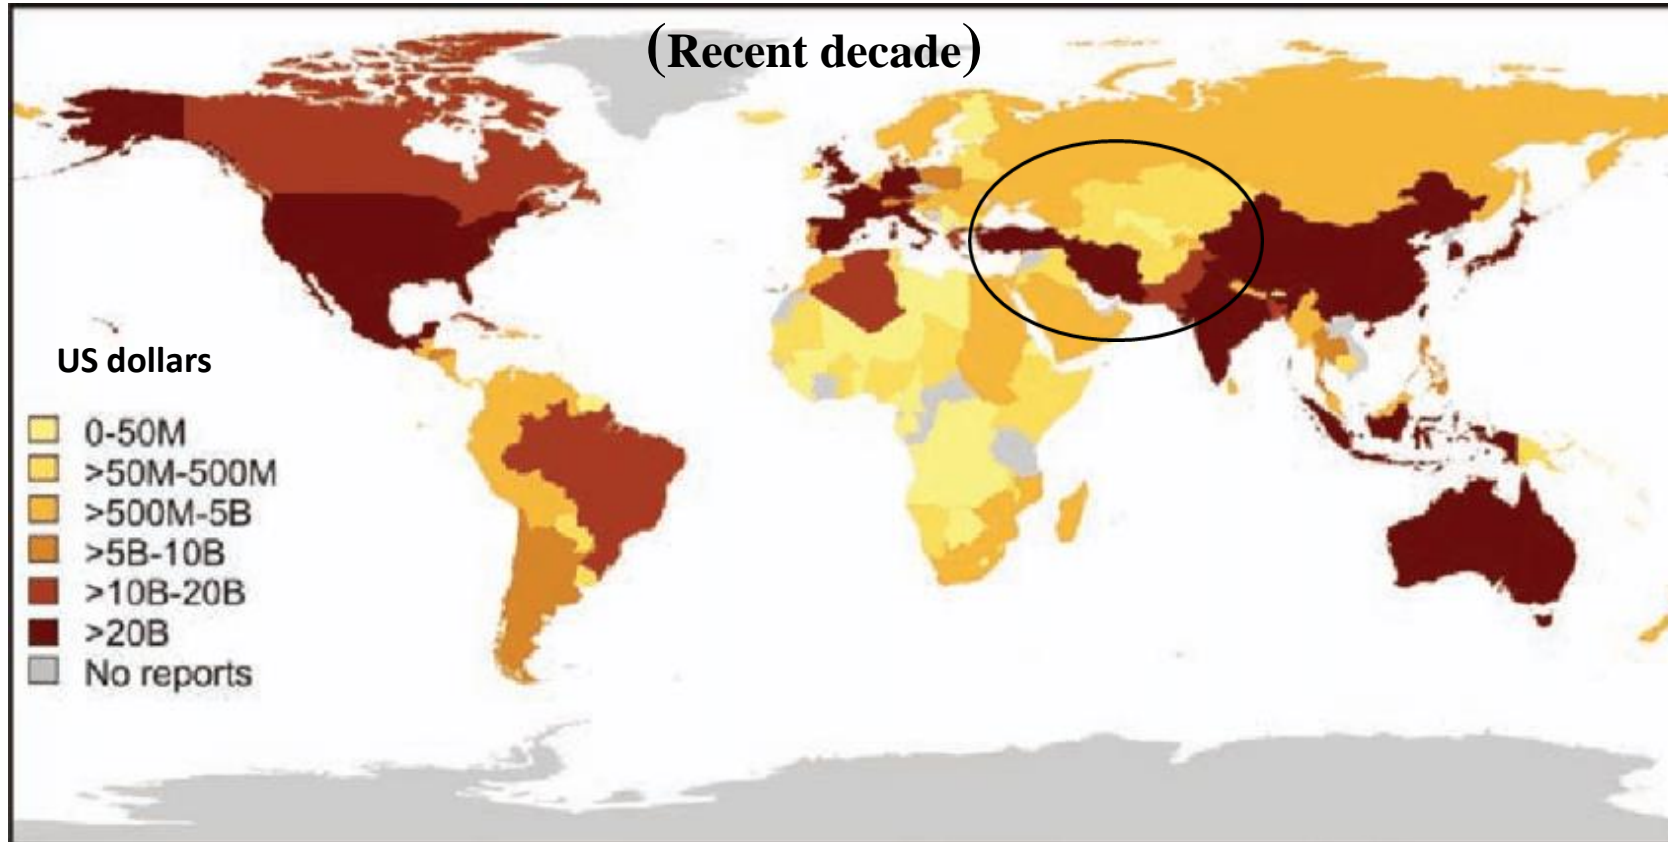 (Recent decade)
US dollars
0-50M
>50M-500M
>500M-5B
>5B-10B
>10B-20B
>20B
No reports